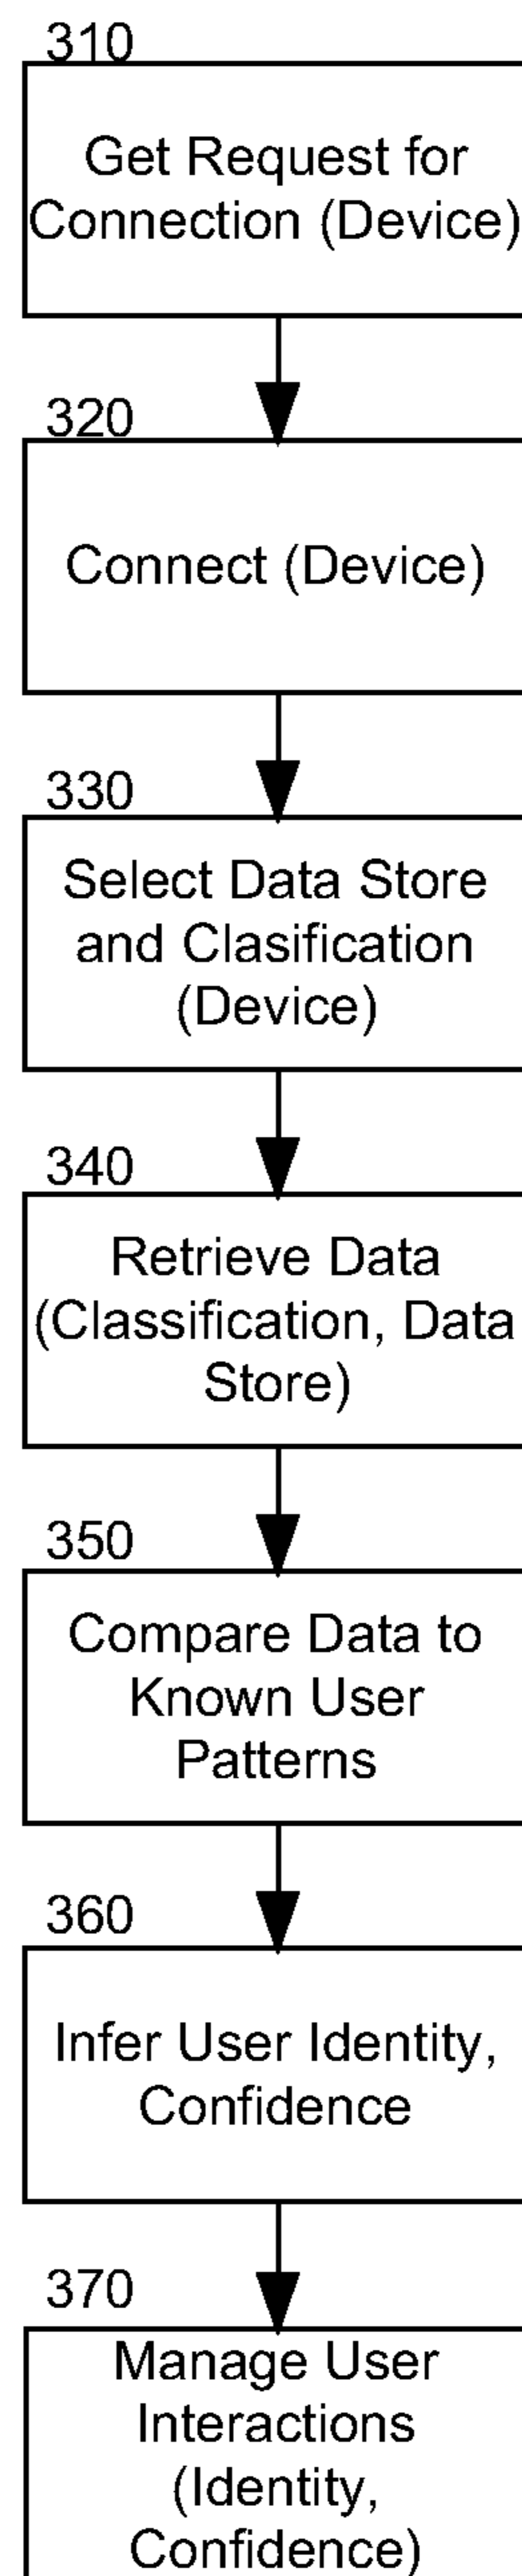 310
Get Request for
Connection (Device)
320
Connect (Device)
330
Select Data Store
and Clasification
(Device)
340
Retrieve Data
(Classification, Data
Store)
350
Compare Data to
Known User
Patterns
360
Infer User Identity,
Confidence
370
Manage User
Interactions
(Identity,
Confidence)